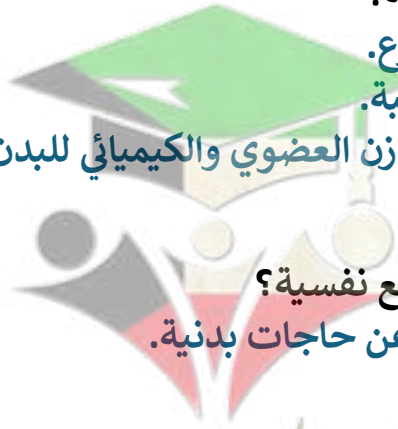 ع.
بة.
زن العضوي والكيميائي للبدن
ع نفسية؟
عن حاجات بدنية.